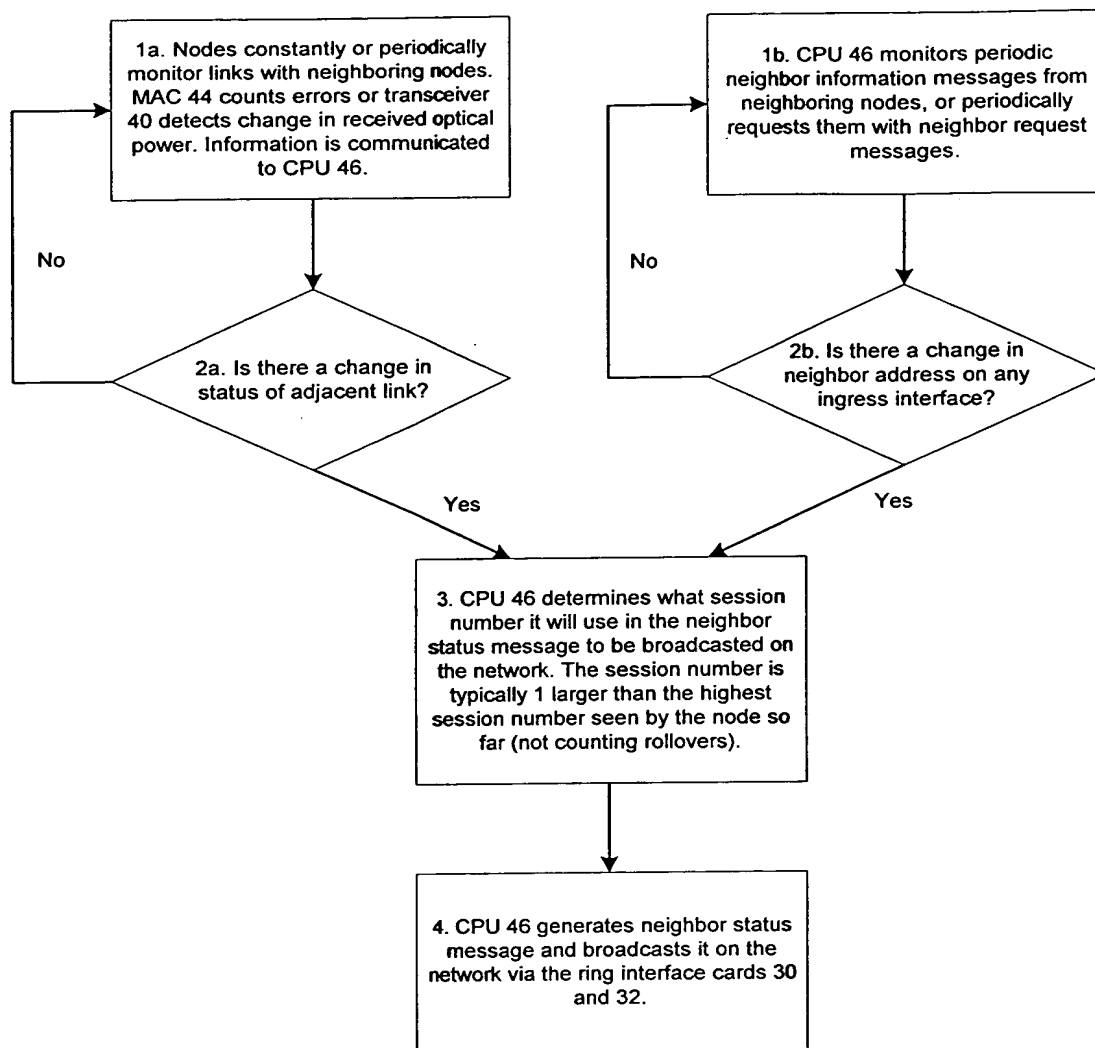 1a. Nodes constantly or periodically
monitor links with neighboring nodes.
MAC 44 counts errors or transceiver
40 detects change in received optical
power. Information is communicated
to CPU 46.
1b. CPU 46 monitors periodic
neighbor information messages from
neighboring nodes, or periodically
requests them with neighbor request
messages.
No
No
2a. Is there a change in
status of adjacent link?
2b. Is there a change in
neighbor address on any
ingress interface?
Yes
Yes
3. CPU 46 determines what session
number it will use in the neighbor
status message to be broadcasted on
the network. The session number is
typically 1 larger than the highest
session number seen by the node so
far (not counting rollovers).
4. CPU 46 generates neighbor status
message and broadcasts it on the
network via the ring interface cards 30
and 32.